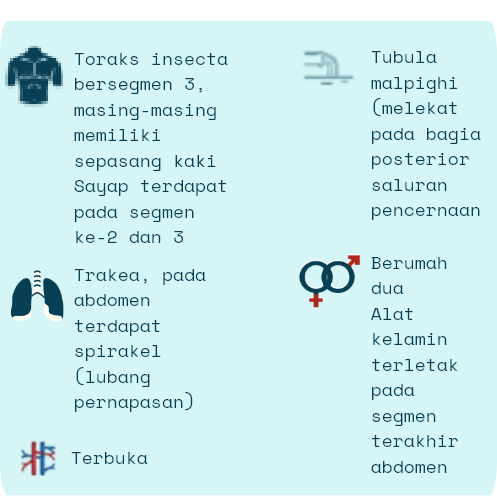 Toraks insecta
bersegmen 3,
masing-masing
memiliki
sepasang kaki
Sayap terdapat
pada segmen
ke-2 dan 3
Trakea, pada
abdomen
terdapat
spirakel
(lubang
pernapasan)
Terbuka
Tubula
malpighi
(melekat
pada bagia
posterior
saluran
pencernaan
Berumah
dua
Alat
kelamin
terletak
pada
segmen
terakhir
abdomen